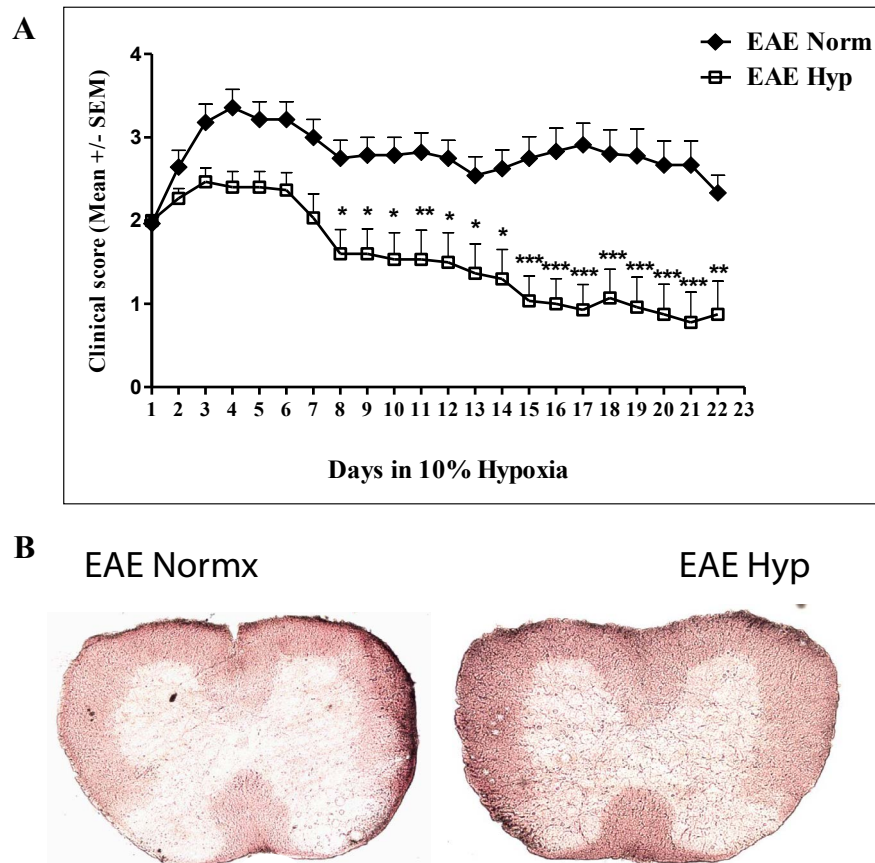 A
EAE Norm
EAE Hyp
Clinical score (Mean +/- SEM)
4
3
2
1
0
* * * ** * * * *** *** *** *** *** *** *** **
1 2 3 4 5 6 7 8 9 10 11 12 13 14 15 16 17 18 19 20 21 22 23
Days in 10% Hypoxia
B
EAE Normx
EAE Hyp